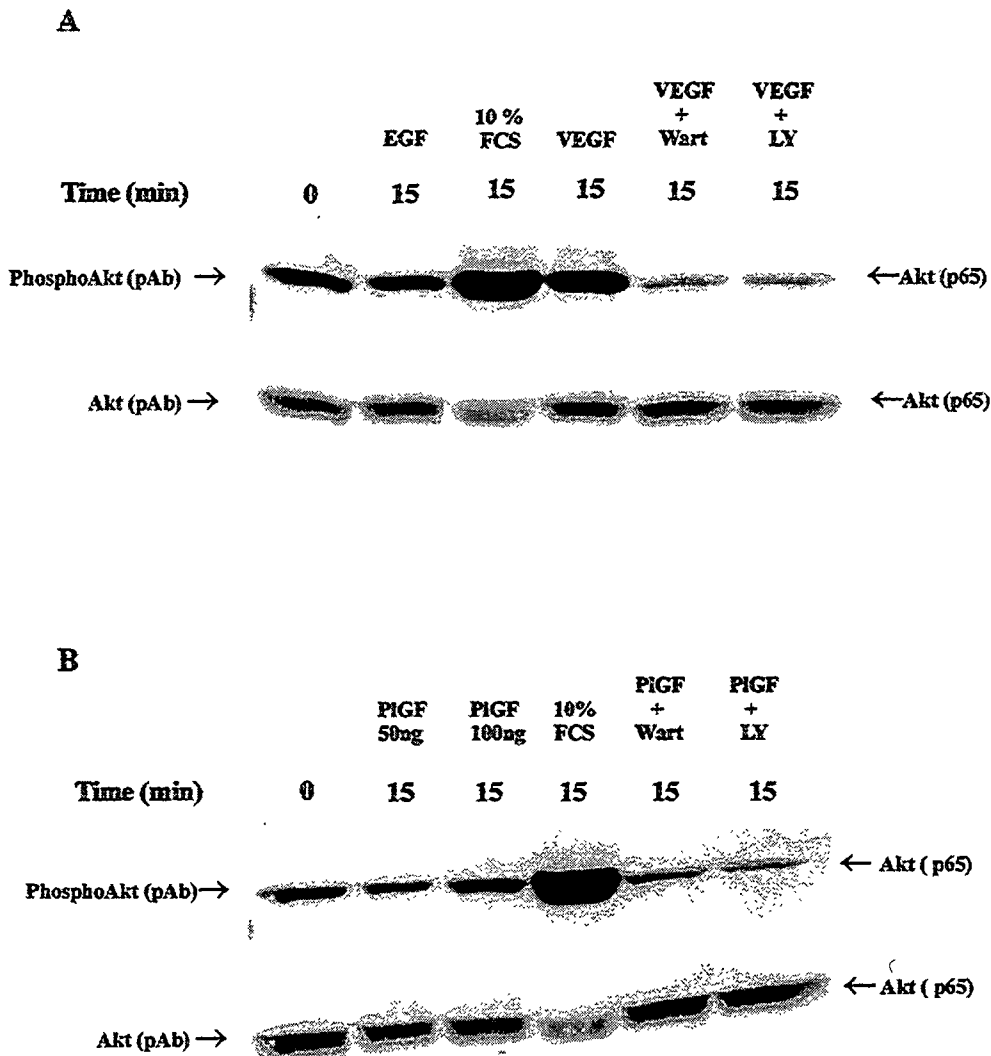 A
VEGF VEGF
10 % + +
EGF FCS VEGF Wart LY
Time (min) 0 15 15 15 15 15
PhosphoAkt (pAb) → ←Akt (p65)
Akt (pAb) → ←Akt (p65)
B
PlGF PlGF
PlGF PlGF 10% + +
50ng 100ng FCS Wart LY
Time (min) 0 15 15 15 15 15
PhosphoAkt (pAb)→ ← Akt ( p65)
Akt (pAb) → ← Akt ( p65)